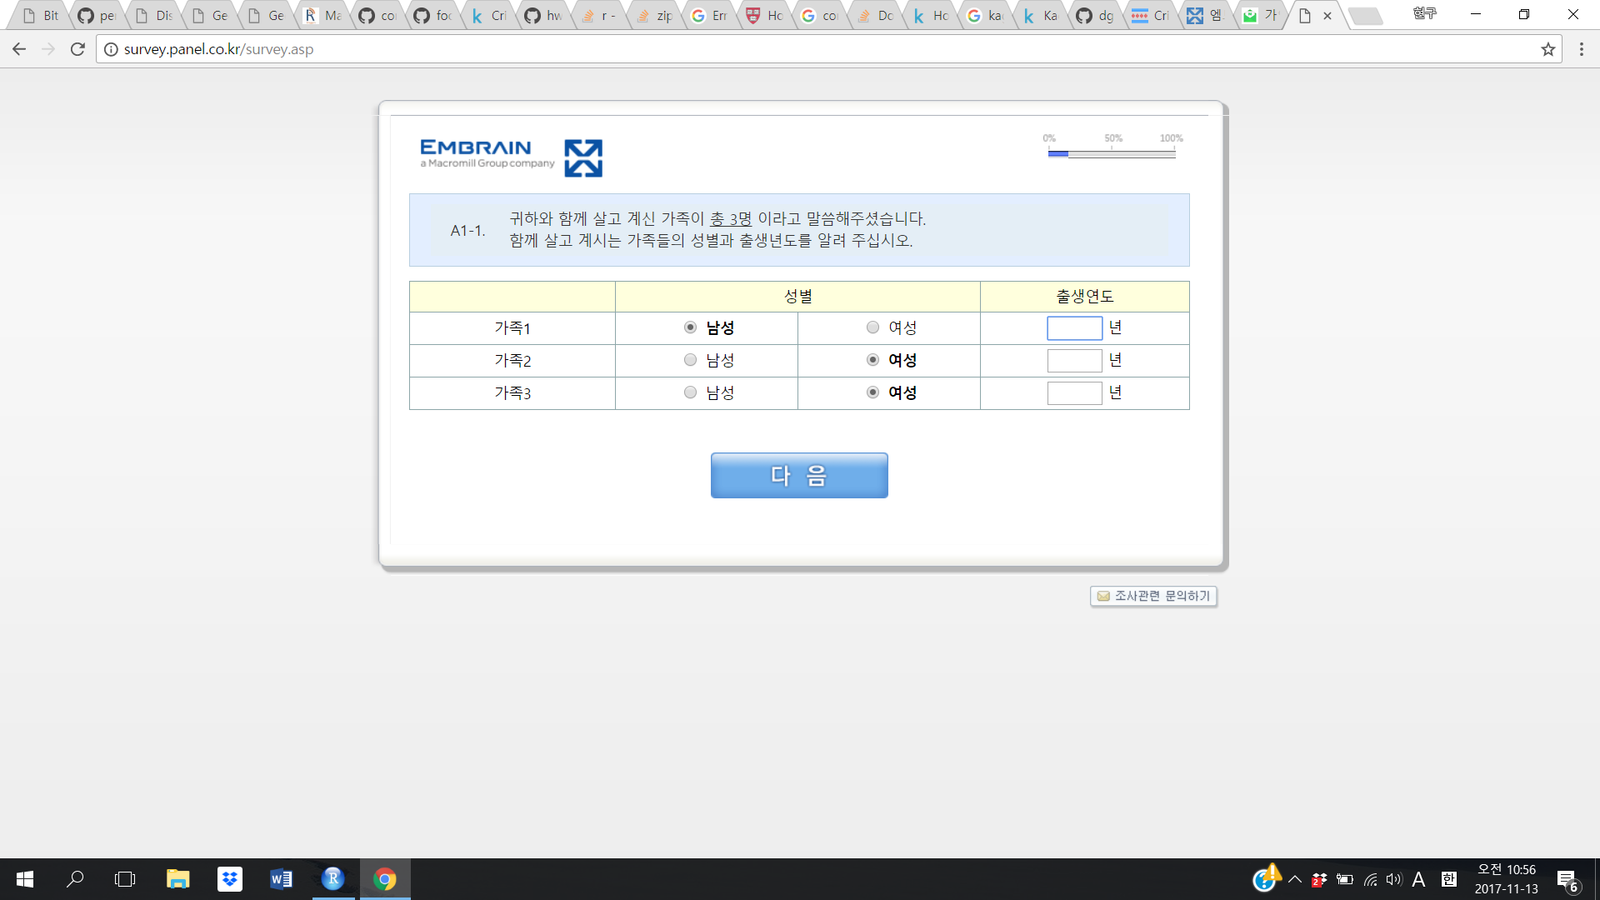 Bit
pe
Dis
Ge
Ge
Ma
co
foo
Cri
hw
r -
zip
Err
Ho
co
Do
Ho
ka
Ka
dg
Cri
엠
가
현구
survey.panel.co.kr/survey.asp
EMBRAIN
a Macromill Group company
0% 50% 100%
A1-1. 귀하와 함께 살고 계신 가족이 총 3명 이라고 말씀해주셨습니다.
함께 살고 계시는 가족들의 성별과 출생년도를 알려 주십시오.
성별 출생연도
가족1 남성 여성 년
가족2 남성 여성 년
가족3 남성 여성 년
다 음
조사관련 문의하기
2
A 한
오전 10:56
2017-11-13
6